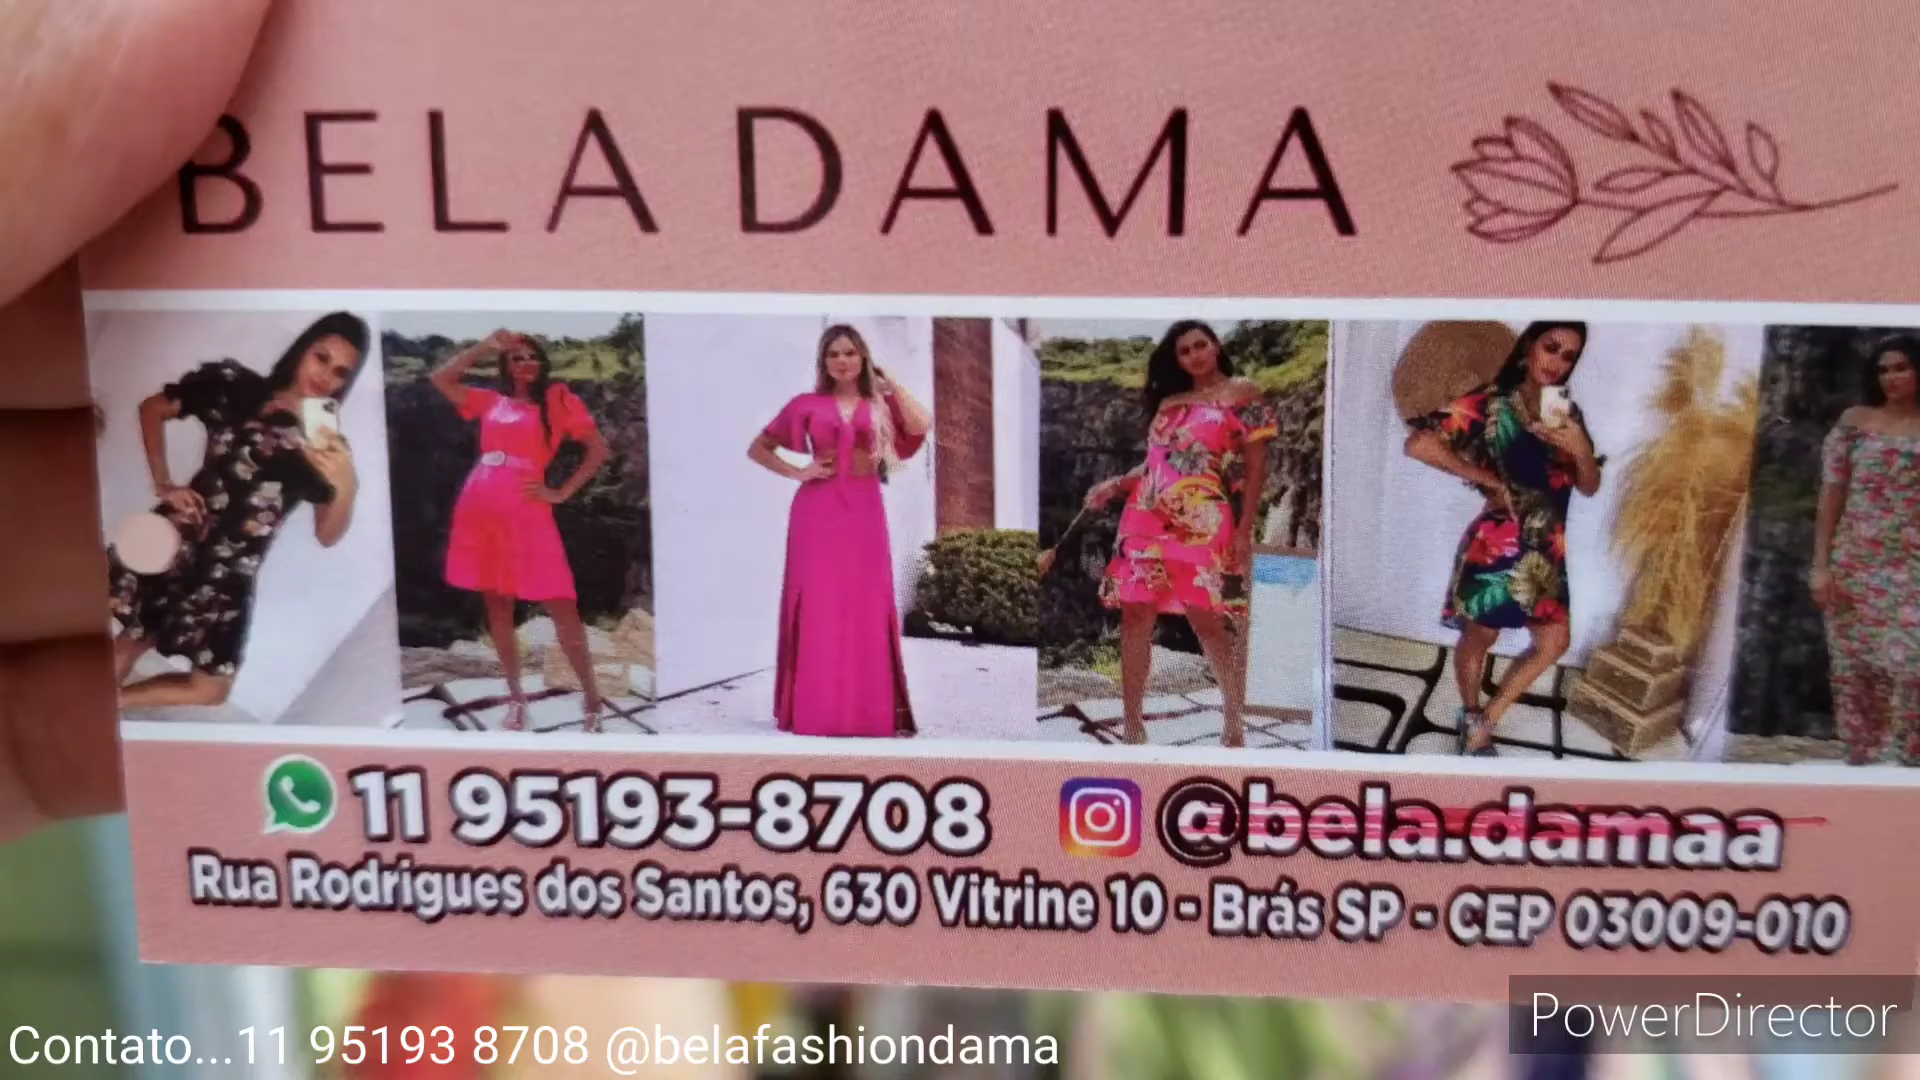 BELA DAMA
11 95193-8708 @bela.damaa
Rua Rodrigues dos Santos, 630 Vitrine 10 - Brás SP - CEP 03009-010
PowerDirector
Contato...11 95193 8708 @belafashiondama